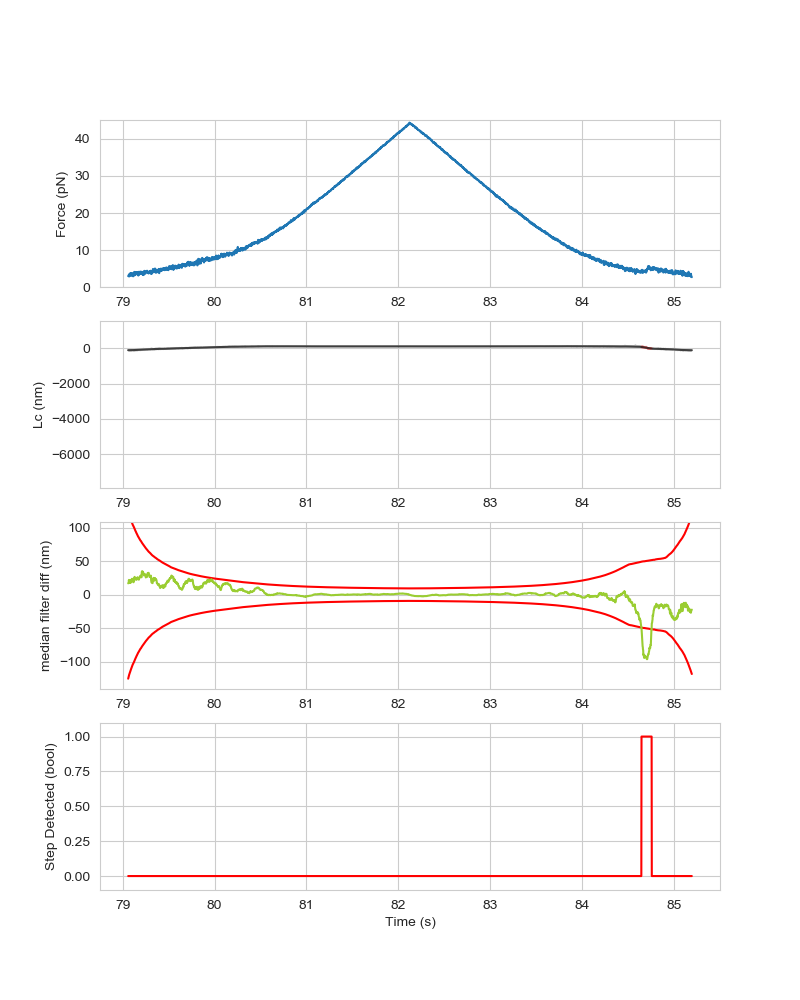 40
30
20
10
0
Force (pN)
79 80 81 82 83 84 85
0
−2000
−4000
−6000
Lc (nm)
79 80 81 82 83 84 85
100
50
0
−50
−100
median filter diff (nm)
79 80 81 82 83 84 85
1.00
0.75
0.50
0.25
0.00
Step Detected (bool)
79 80 81 82 83 84 85
Time (s)